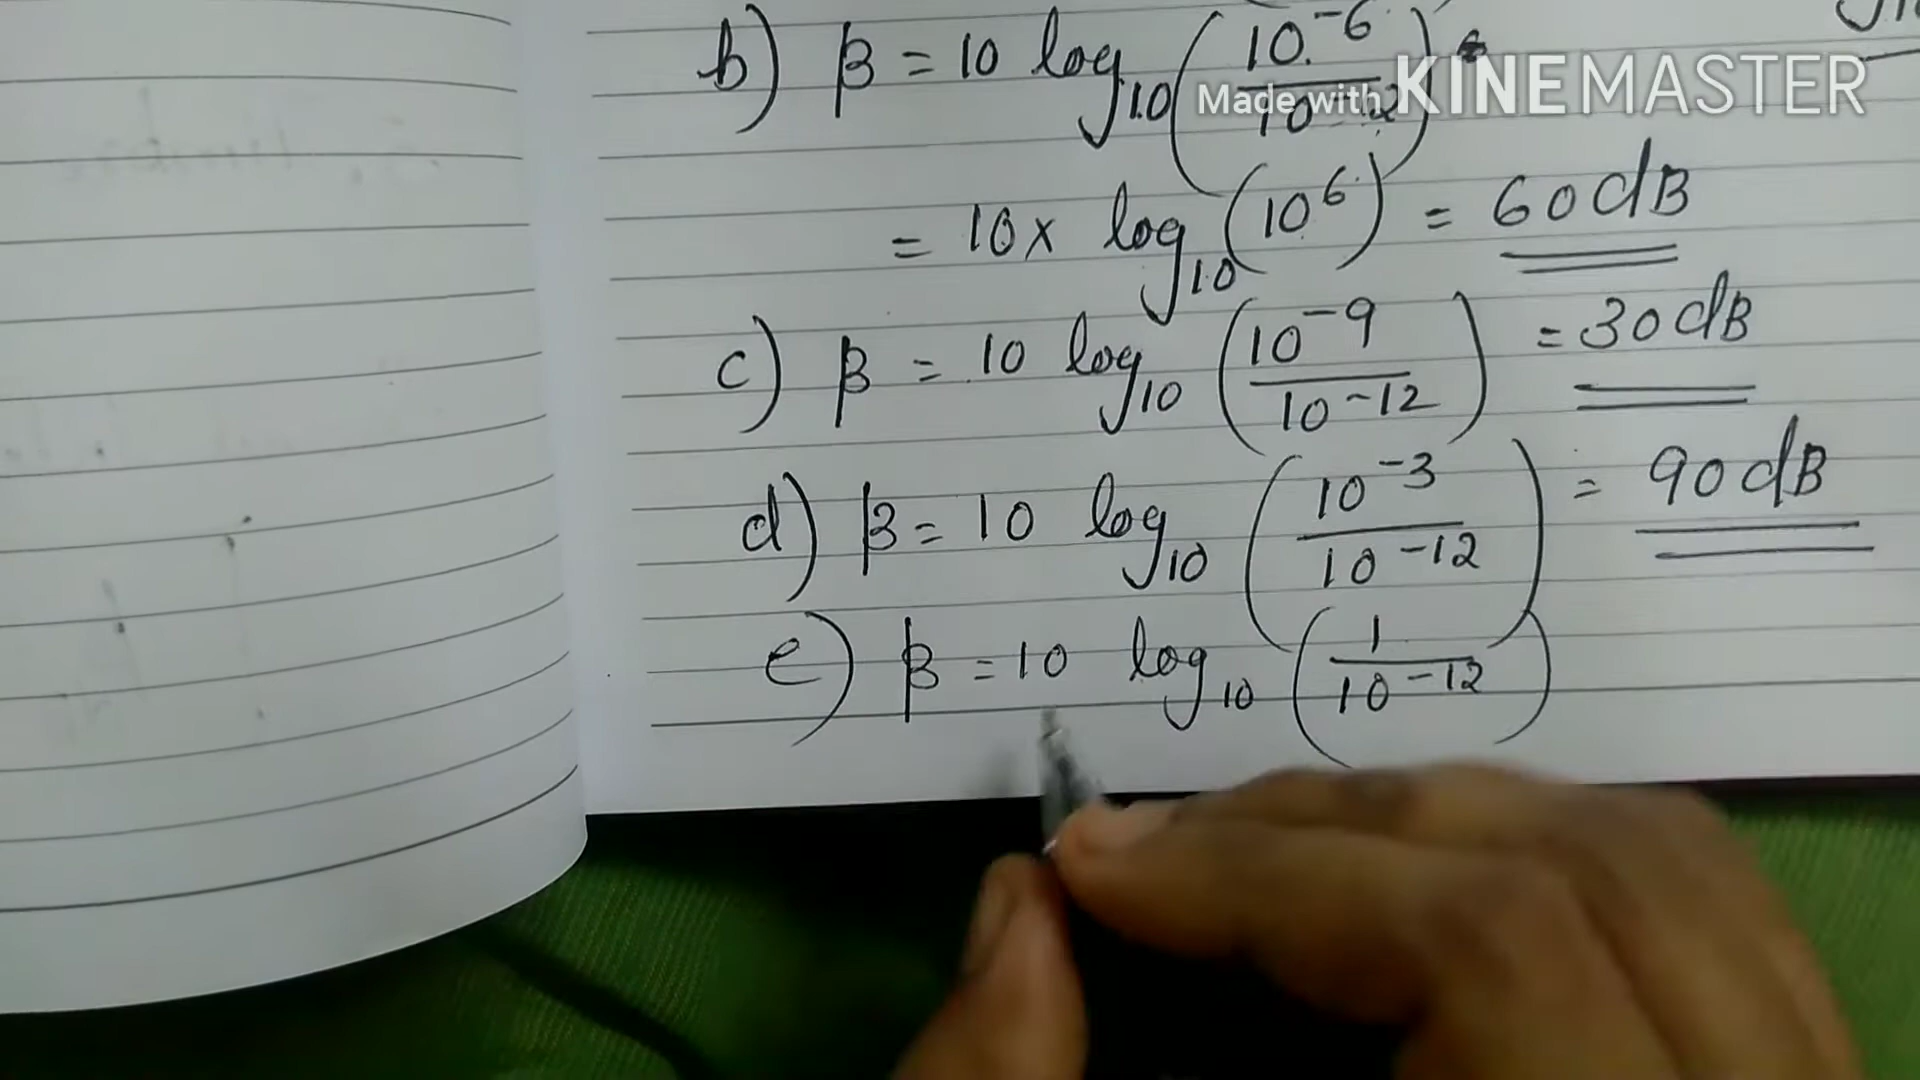 b) β = 10 log₁₀ (10⁻⁶ / 10⁻¹²)
Made with KINEMASTER
= 10 x log₁₀ (10⁶) = 60 dB
c) β = 10 log₁₀ (10⁻⁹ / 10⁻¹²) = 30 dB
d) β = 10 log₁₀ (10⁻³ / 10⁻¹²) = 90 dB
e) β = 10 log₁₀ (1 / 10⁻¹²)